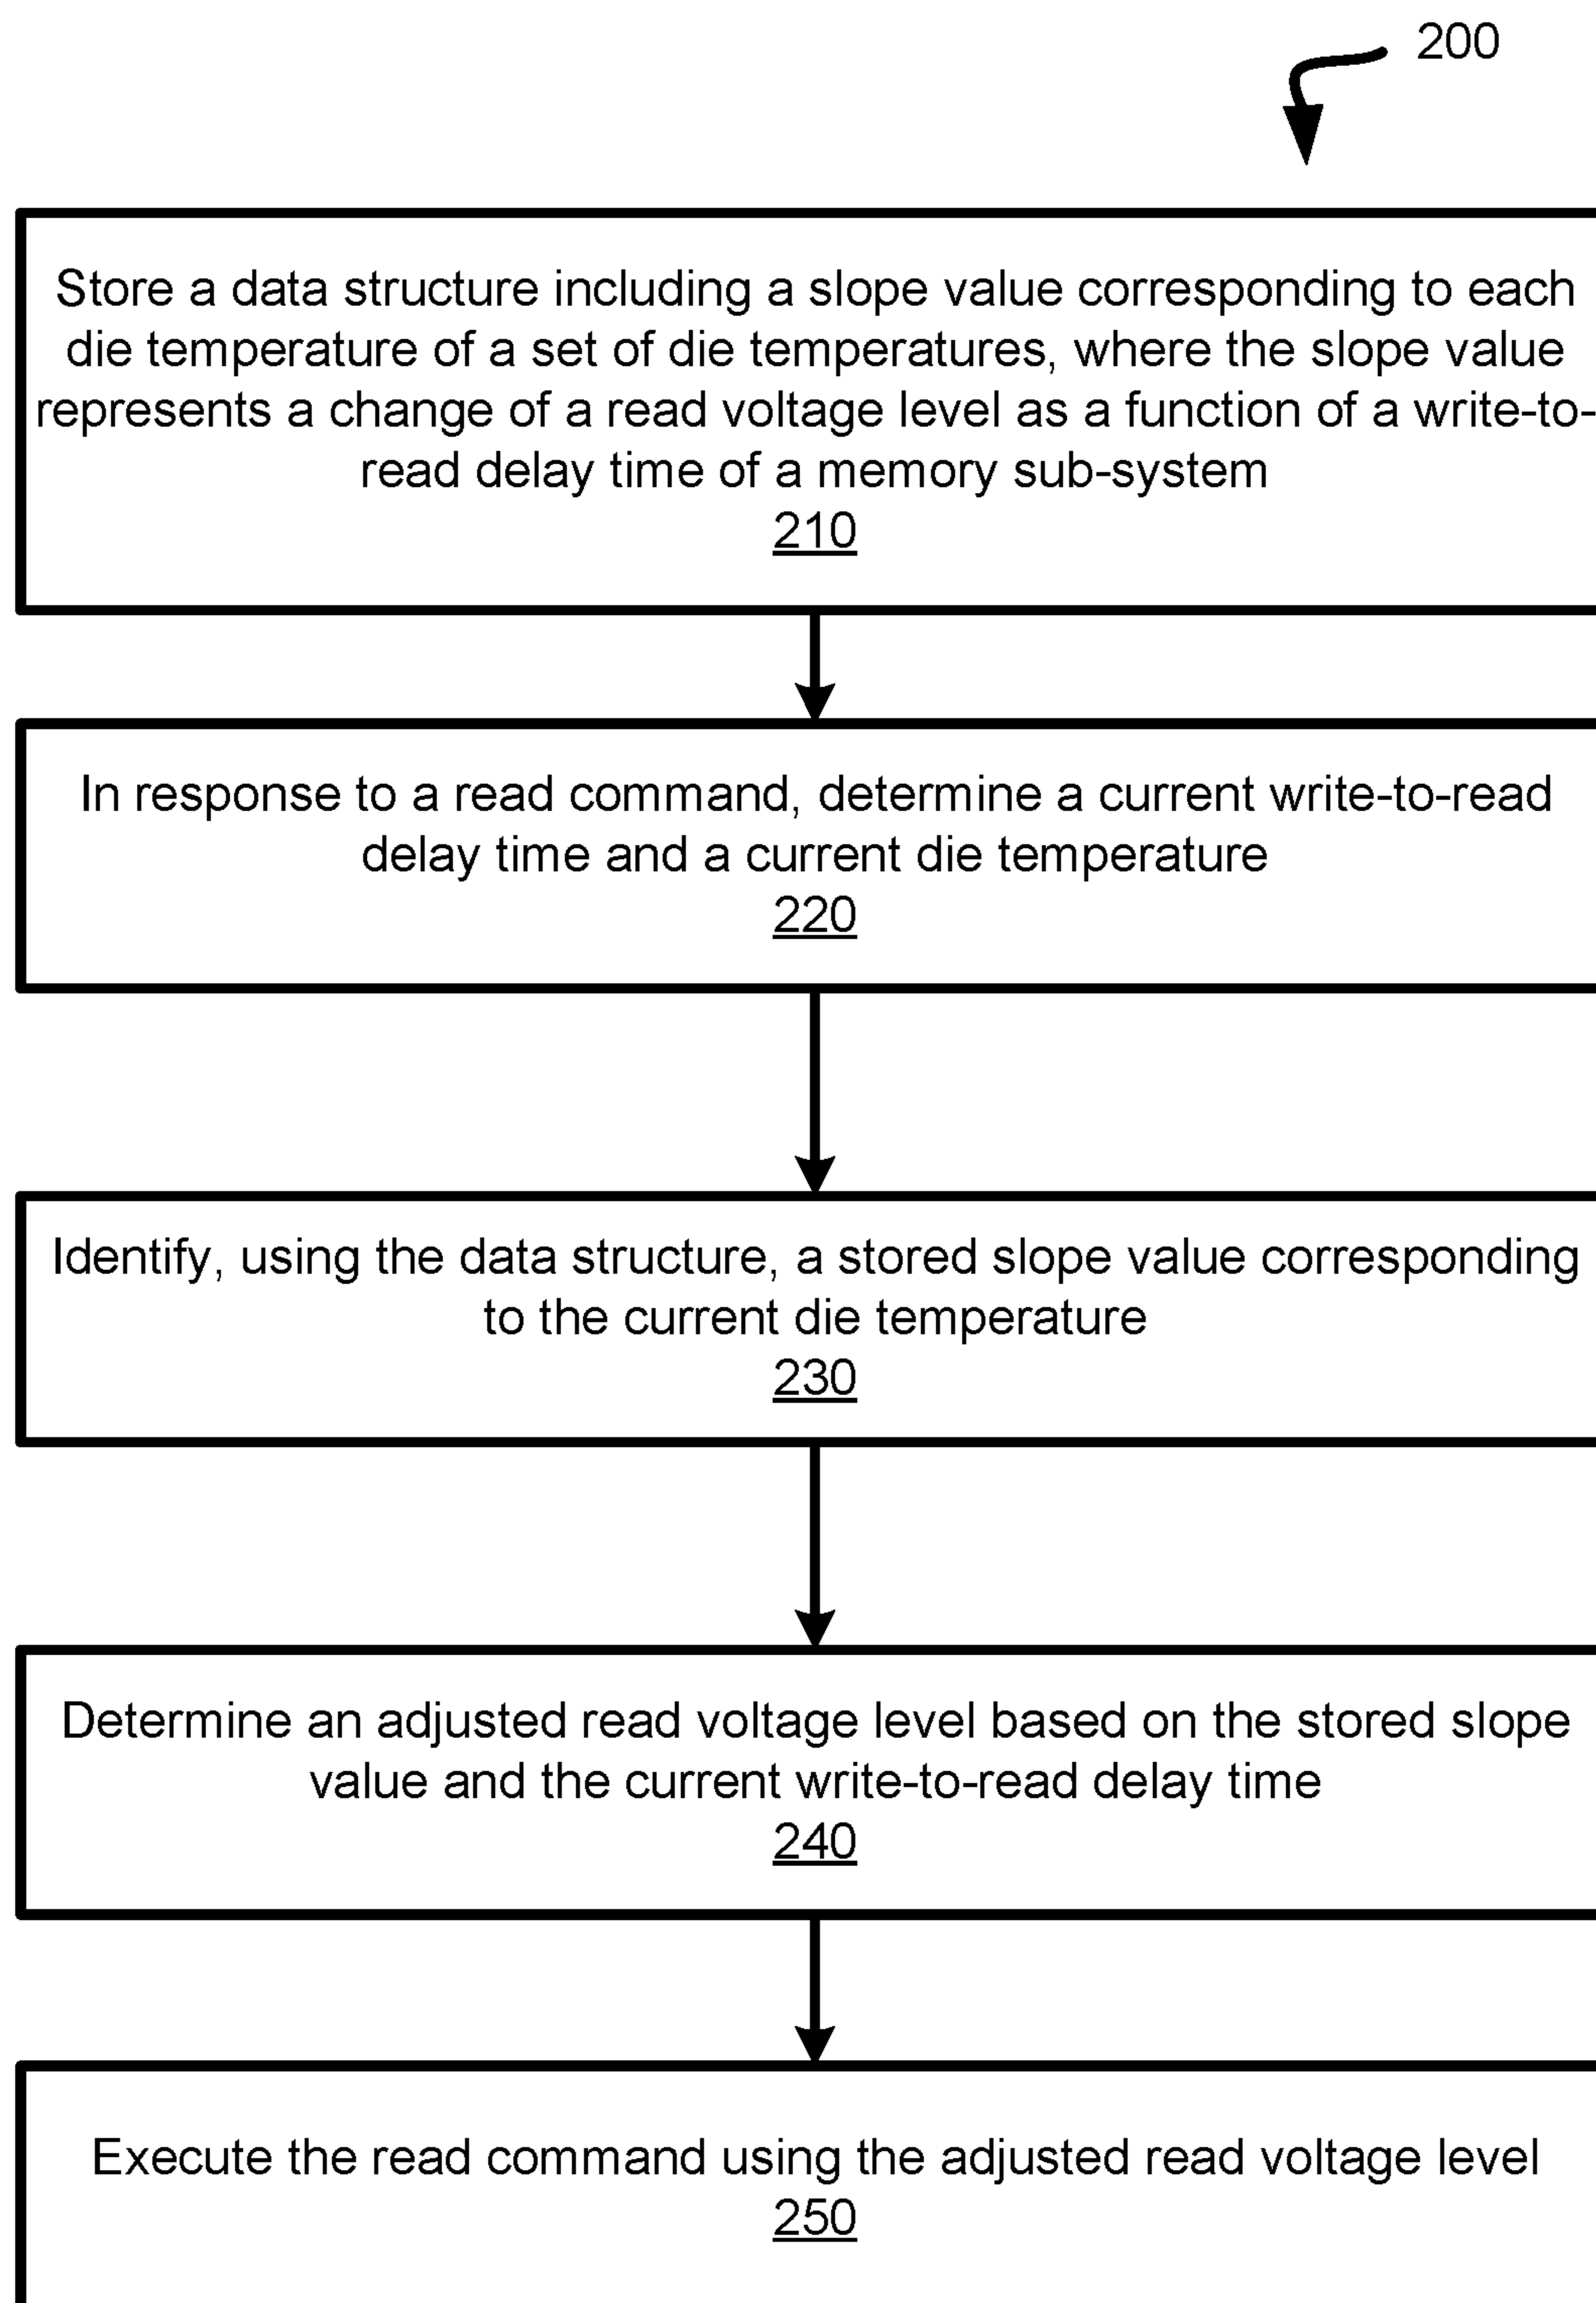 200
Store a data structure including a slope value corresponding to each
die temperature of a set of die temperatures, where the slope value
represents a change of a read voltage level as a function of a write-to-
read delay time of a memory sub-system
210
In response to a read command, determine a current write-to-read
delay time and a current die temperature
220
Identify, using the data structure, a stored slope value corresponding
to the current die temperature
230
Determine an adjusted read voltage level based on the stored slope
value and the current write-to-read delay time
240
Execute the read command using the adjusted read voltage level
250